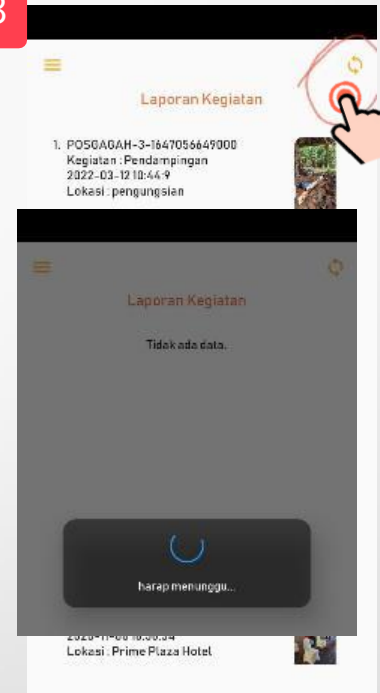 3
Laporan Kegiatan
1. POSGAGAH-3-1647056649000
Kegiatan : Pendampingan
2022-03-12 10:44:9
Lokasi : pengungsian
Laporan Kegiatan
Tidak ada data.
harap menunggu...
Lokasi : Prime Plaza Hotel